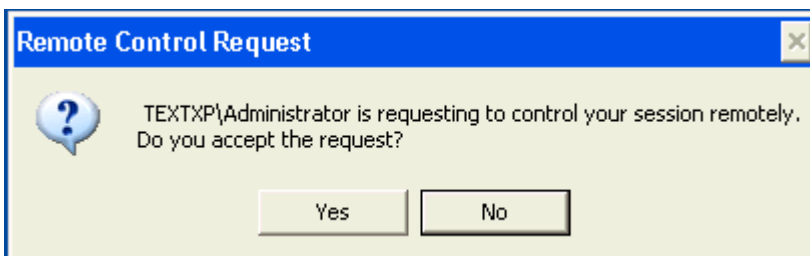 Remote Control Request
TEXTXP\Administrator is requesting to control your session remotely.
Do you accept the request?
Yes
No